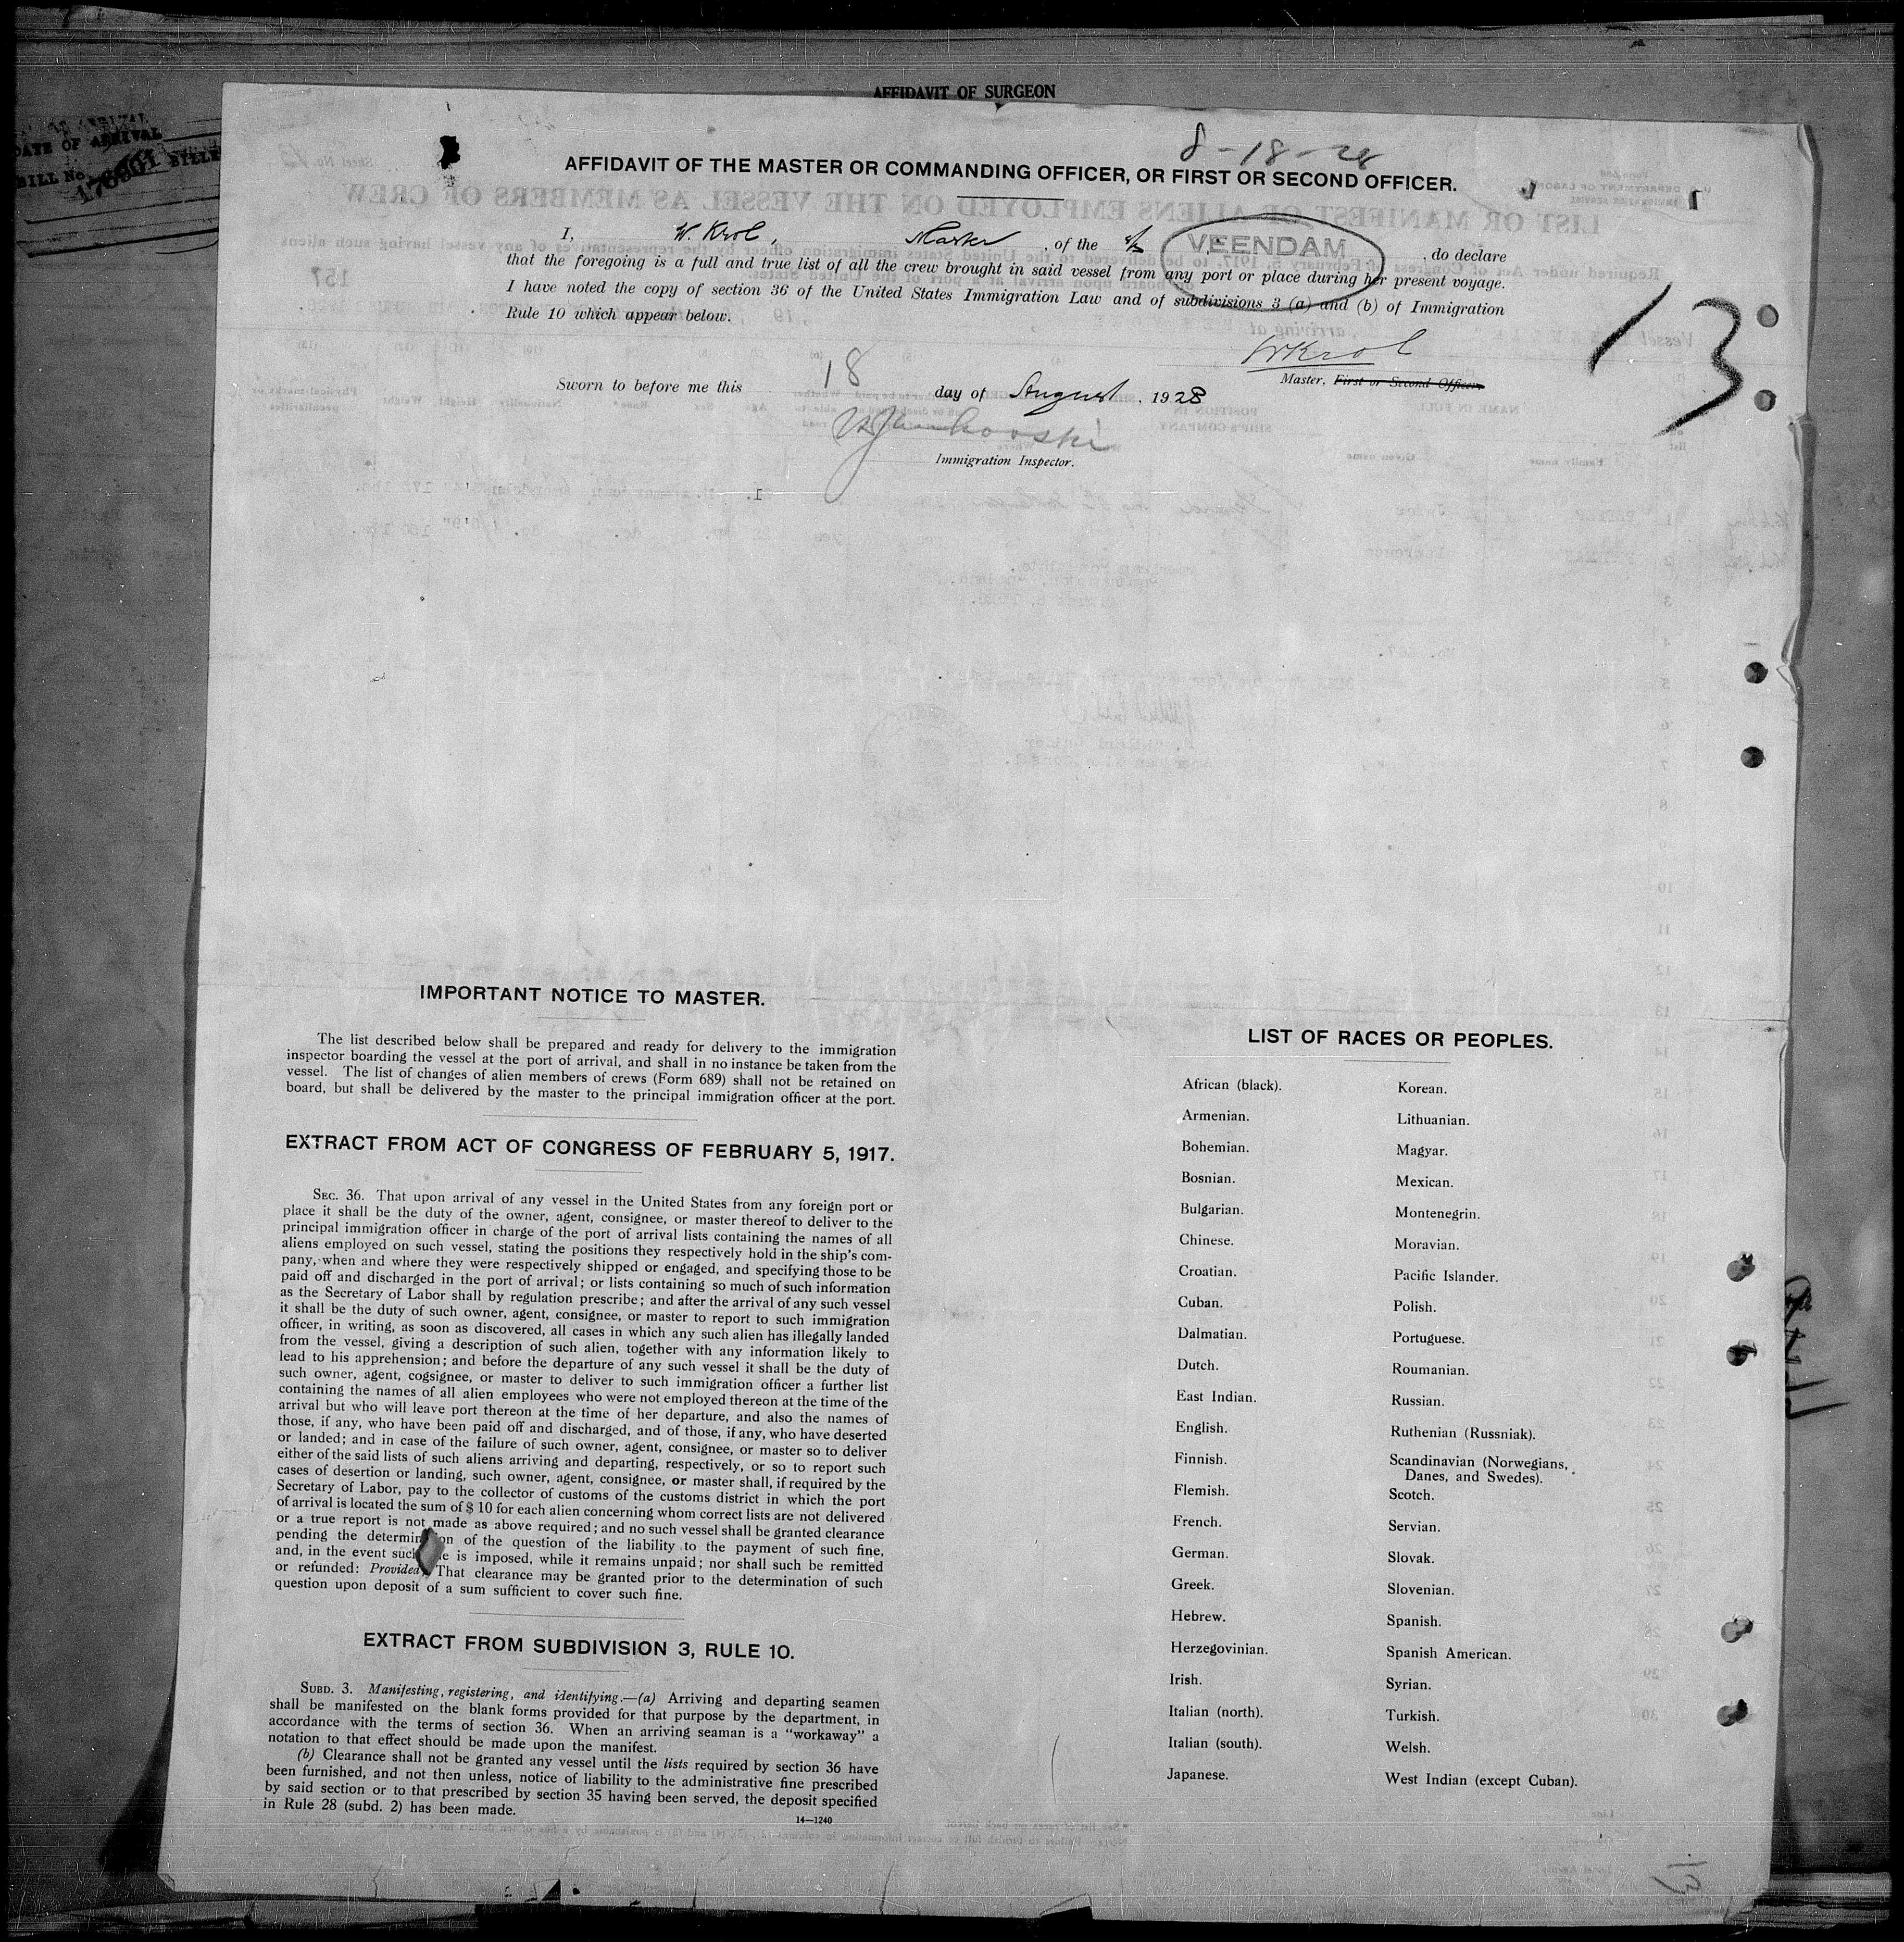 AFFIDAVIT OF SURGEON
DATE OF ARRIVAL
BILL No.
8-18-28
AFFIDAVIT OF THE MASTER OR COMMANDING OFFICER, OR FIRST OR SECOND OFFICER.
I, W. Krol, Master, of the S/S VEENDAM, do declare
that the foregoing is a full and true list of all the crew brought in said vessel from any port or place during her present voyage.
I have noted the copy of section 36 of the United States Immigration Law and of subdivisions 3 (a) and (b) of Immigration
Rule 10 which appear below.
13
WKrol
Master, First or Second Officer.
Sworn to before me this 18 day of August, 1928
Immigration Inspector.
IMPORTANT NOTICE TO MASTER.
The list described below shall be prepared and ready for delivery to the immigration
inspector boarding the vessel at the port of arrival, and shall in no instance be taken from the
vessel. The list of changes of alien members of crews (Form 689) shall not be retained on
board, but shall be delivered by the master to the principal immigration officer at the port.
EXTRACT FROM ACT OF CONGRESS OF FEBRUARY 5, 1917.
SEC. 36. That upon arrival of any vessel in the United States from any foreign port or
place it shall be the duty of the owner, agent, consignee, or master thereof to deliver to the
principal immigration officer in charge of the port of arrival lists containing the names of all
aliens employed on such vessel, stating the positions they respectively hold in the ship's com-
pany, when and where they were respectively shipped or engaged, and specifying those to be
paid off and discharged in the port of arrival; or lists containing so much of such information
as the Secretary of Labor shall by regulation prescribe; and after the arrival of any such vessel
it shall be the duty of such owner, agent, consignee, or master to report to such immigration
officer, in writing, as soon as discovered, all cases in which any such alien has illegally landed
from the vessel, giving a description of such alien, together with any information likely to
lead to his apprehension; and before the departure of any such vessel it shall be the duty of
such owner, agent, cogsignee, or master to deliver to such immigration officer a further list
containing the names of all alien employees who were not employed thereon at the time of the
arrival but who will leave port thereon at the time of her departure, and also the names of
those, if any, who have been paid off and discharged, and of those, if any, who have deserted
or landed; and in case of the failure of such owner, agent, consignee, or master so to deliver
either of the said lists of such aliens arriving and departing, respectively, or so to report such
cases of desertion or landing, such owner, agent, consignee, or master shall, if required by the
Secretary of Labor, pay to the collector of customs of the customs district in which the port
of arrival is located the sum of $ 10 for each alien concerning whom correct lists are not delivered
or a true report is not made as above required; and no such vessel shall be granted clearance
pending the determin on of the question of the liability to the payment of such fine,
and, in the event such e is imposed, while it remains unpaid; nor shall such be remitted
or refunded: Provided, That clearance may be granted prior to the determination of such
question upon deposit of a sum sufficient to cover such fine.
EXTRACT FROM SUBDIVISION 3, RULE 10.
SUBD. 3. Manifesting, registering, and identifying.—(a) Arriving and departing seamen
shall be manifested on the blank forms provided for that purpose by the department, in
accordance with the terms of section 36. When an arriving seaman is a "workaway" a
notation to that effect should be made upon the manifest.
(b) Clearance shall not be granted any vessel until the lists required by section 36 have
been furnished, and not then unless, notice of liability to the administrative fine prescribed
by said section or to that prescribed by section 35 having been served, the deposit specified
in Rule 28 (subd. 2) has been made.
14—1240
LIST OF RACES OR PEOPLES.
African (black).
Armenian.
Bohemian.
Bosnian.
Bulgarian.
Chinese.
Croatian.
Cuban.
Dalmatian.
Dutch.
East Indian.
English.
Finnish.
Flemish.
French.
German.
Greek.
Hebrew.
Herzegovinian.
Irish.
Italian (north).
Italian (south).
Japanese.
Korean.
Lithuanian.
Magyar.
Mexican.
Montenegrin.
Moravian.
Pacific Islander.
Polish.
Portuguese.
Roumanian.
Russian.
Ruthenian (Russniak).
Scandinavian (Norwegians,
Danes, and Swedes).
Scotch.
Servian.
Slovak.
Slovenian.
Spanish.
Spanish American.
Syrian.
Turkish.
Welsh.
West Indian (except Cuban).